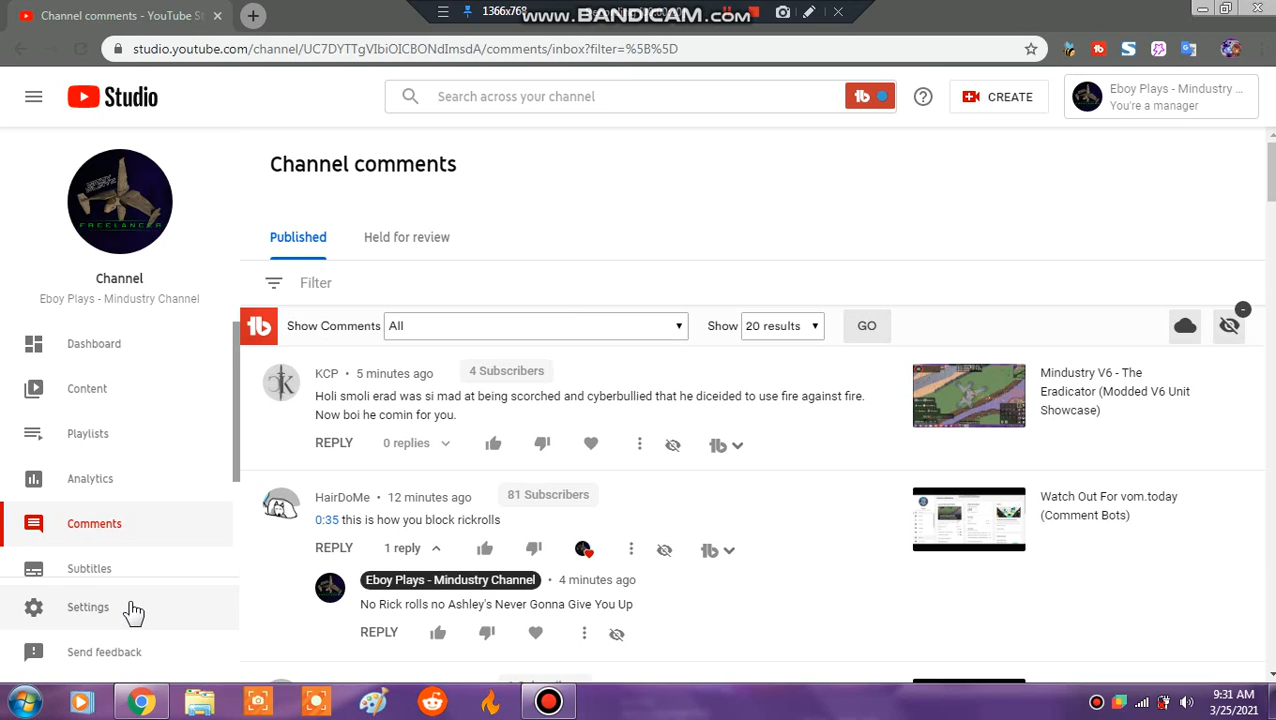 Channel comments - YouTube St
1366x768
www.BANDICAM.com
studio.youtube.com/channel/UC7DYTTgVIbiOICBONdImsdA/comments/inbox?filter=%5B%5D
Studio
Search across your channel
CREATE
Eboy Plays - Mindustry ...
You're a manager
Channel comments
Published
Held for review
Filter
FREELANCER
Channel
Eboy Plays - Mindustry Channel
Dashboard
Content
Playlists
Analytics
Comments
Subtitles
Settings
Send feedback
Show Comments All
Show 20 results GO
KCP • 5 minutes ago 4 Subscribers
Holi smoli erad was si mad at being scorched and cyberbullied that he diceided to use fire against fire.
Now boi he comin for you.
REPLY 0 replies
Mindustry V6 - The
Eradicator (Modded V6 Unit
Showcase)
HairDoMe • 12 minutes ago 81 Subscribers
0:35 this is how you block rickrolls
REPLY 1 reply
Watch Out For vom.today
(Comment Bots)
Eboy Plays - Mindustry Channel • 4 minutes ago
No Rick rolls no Ashley's Never Gonna Give You Up
REPLY
9:31 AM
3/25/2021